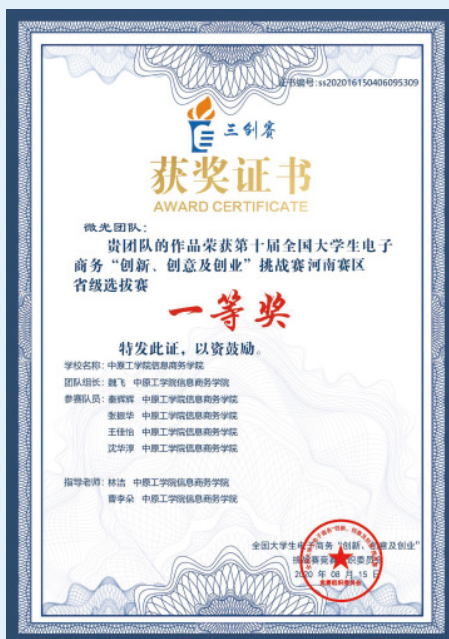 证书编号:ss202016150406095309
三创赛
获奖证书
AWARD CERTIFICATE
微光团队：
贵团队的作品荣获第十届全国大学生电子
商务“创新、创意及创业”挑战赛河南赛区
省级选拔赛
一等奖
特发此证，以资鼓励。
学校名称：中原工学院信息商务学院
团队组长：魏飞 中原工学院信息商务学院
参赛队员：秦辉辉 中原工学院信息商务学院
张振华 中原工学院信息商务学院
王佳怡 中原工学院信息商务学院
沈华淳 中原工学院信息商务学院
指导老师：林洁 中原工学院信息商务学院
曹李朵 中原工学院信息商务学院
全国大学生电子商务“创新、创意及创业”
挑战赛竞赛组织委员会
2020 年 08 月 15 日
竞赛组织委员会